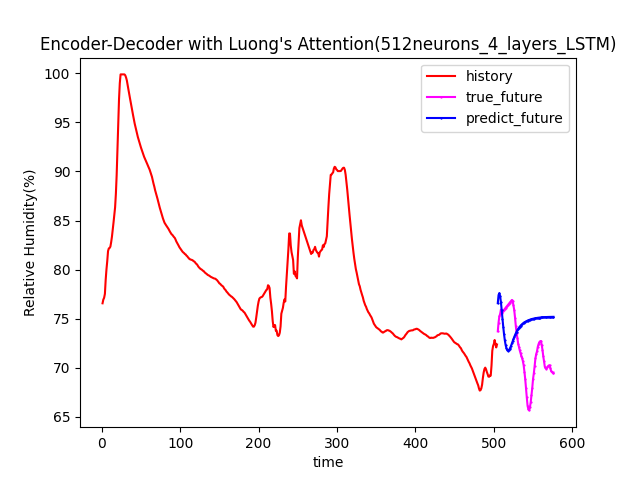 Encoder-Decoder with Luong's Attention(512neurons_4_layers_LSTM)
history
true_future
predict_future
Relative Humidity(%)
100
95
90
85
80
75
70
65
0 100 200 300 400 500 600
time